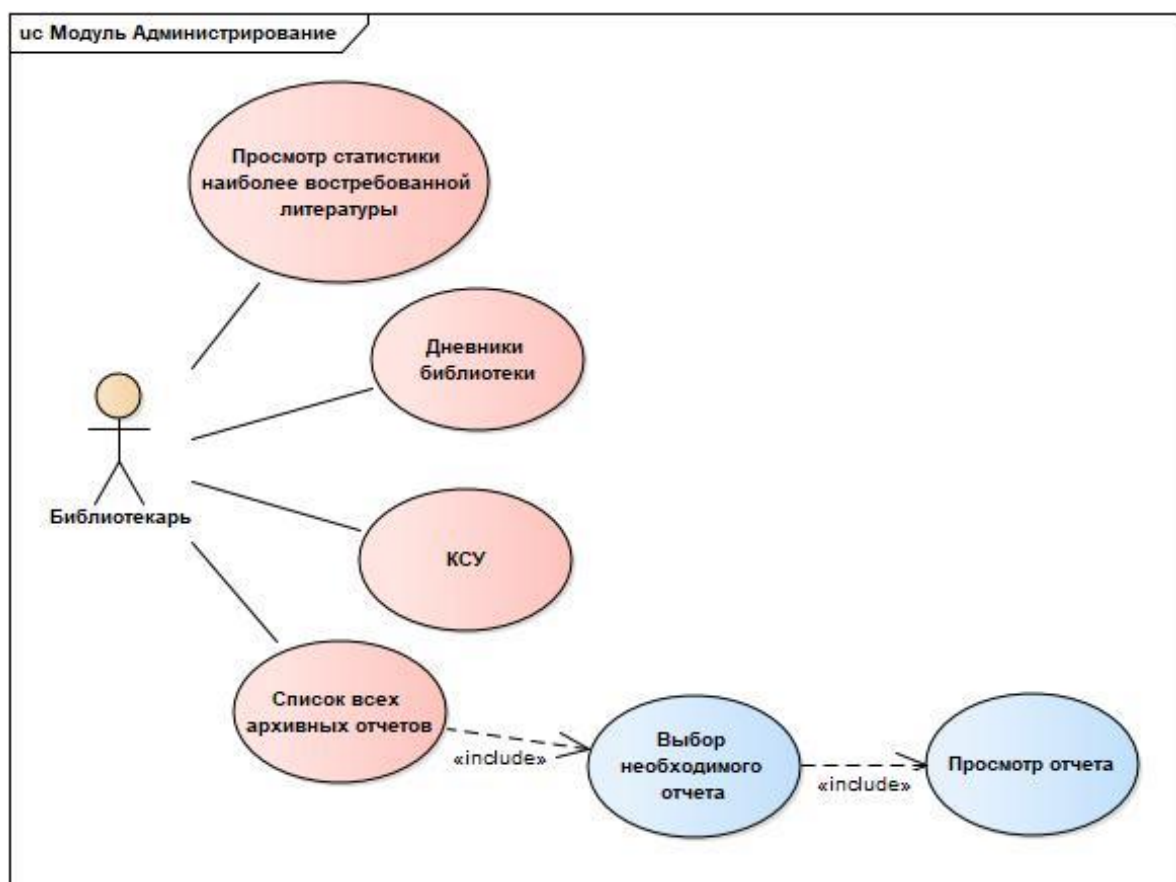 uc Модуль Администрирование
Просмотр статистики
наиболее востребованной
литературы
Дневники
библиотеки
Библиотекарь
КСУ
Список всех
архивных отчетов
«include»
Выбор
необходимого
отчета
«include»
Просмотр отчета